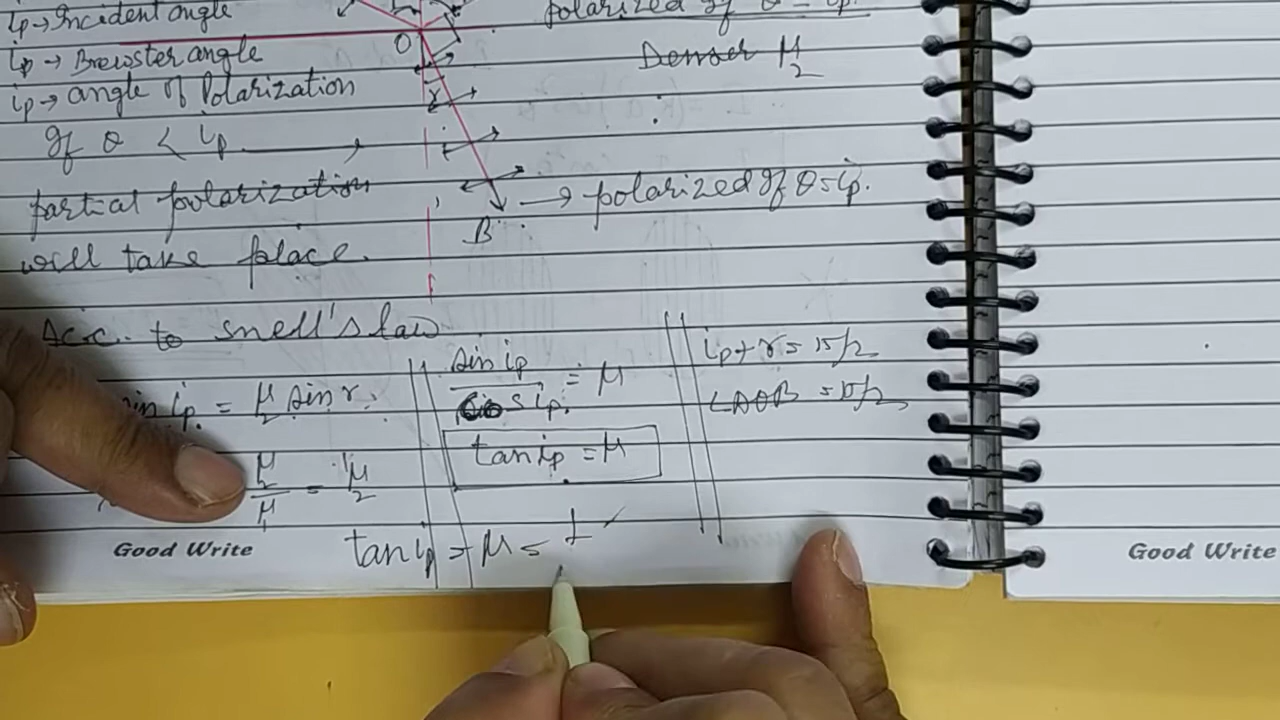 ip → Incident angle
polarized if θ = ip.
O
ip → Brewster angle
Denser μ2
ip → angle of Polarization
r
If θ < ip
→ polarized if θ = ip.
partial polarization
B
will take place.
Acc. to snell's law
sin ip = μ2 sin r.
sin ip / cos ip. = μ
ip + r = π/2
∠AOB = π/2
tan ip = μ
μ2/μ1 = ¹μ2
tan ip = μ = 1
Good Write
Good Write